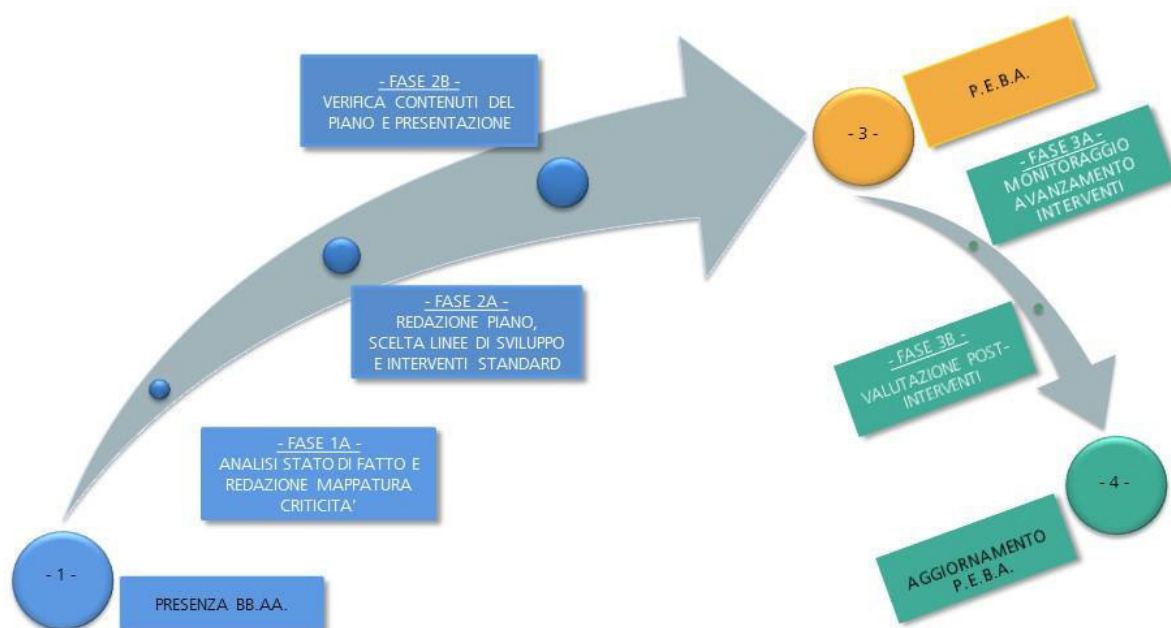 - FASE 2B -
VERIFICA CONTENUTI DEL
PIANO E PRESENTAZIONE
P.E.B.A.
- 3 -
- FASE 3A -
MONITORAGGIO
AVANZAMENTO
INTERVENTI
- FASE 2A -
REDAZIONE PIANO,
SCELTA LINEE DI SVILUPPO
E INTERVENTI STANDARD
- FASE 3B -
VALUTAZIONE POST-
INTERVENTI
- FASE 1A -
ANALISI STATO DI FATTO E
REDAZIONE MAPPATURA
CRITICITA'
- 4 -
- 1 -
PRESENZA BB.AA.
AGGIORNAMENTO
P.E.B.A.